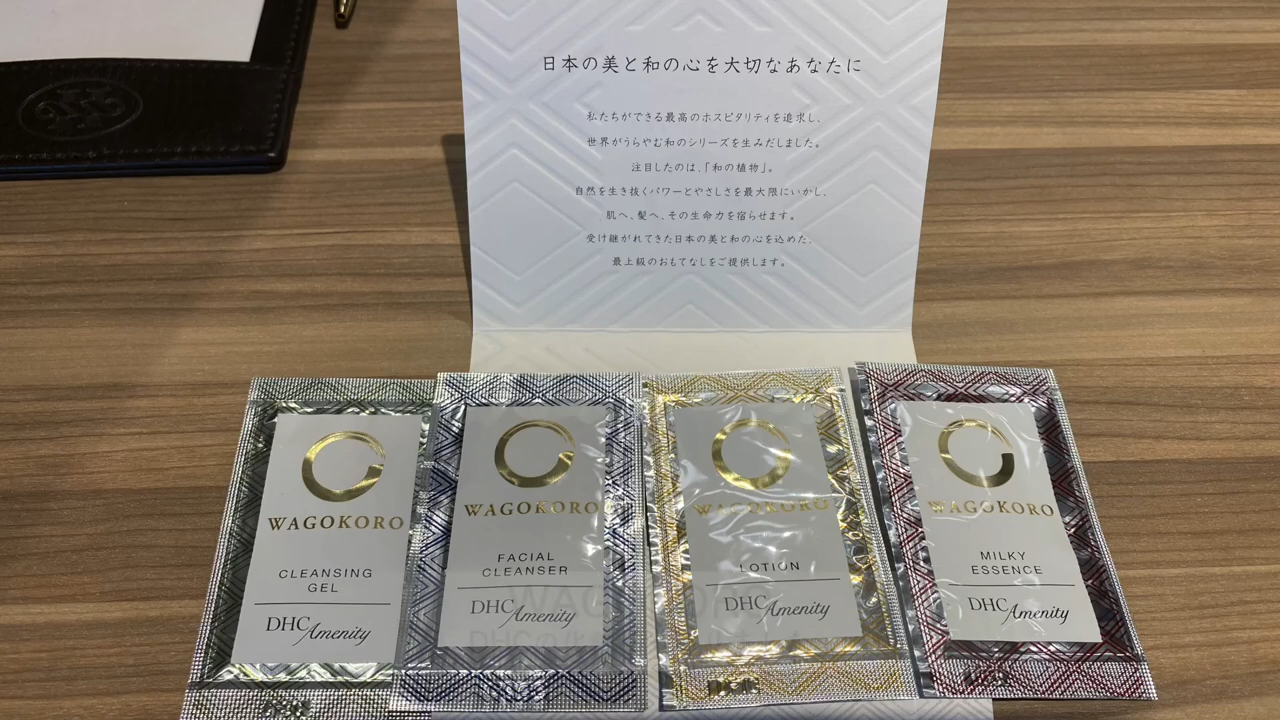 日本の美と和の心を大切なあなたに
私たちができる最高のホスピタリティを追求し、
世界がうらやむ和のシリーズを生みだしました。
注目したのは、「和の植物」。
自然を生き抜くパワーとやさしさを最大限にいかし、
肌へ、髪へ、その生命力を宿らせます。
受け継がれてきた日本の美と和の心を込めた、
最上級のおもてなしをご提供します。
WAGOKORO
CLEANSING
GEL
DHC Amenity
WAGOKORO
FACIAL
CLEANSER
DHC Amenity
WAGOKORO
LOTION
DHC Amenity
WAGOKORO
MILKY
ESSENCE
DHC Amenity